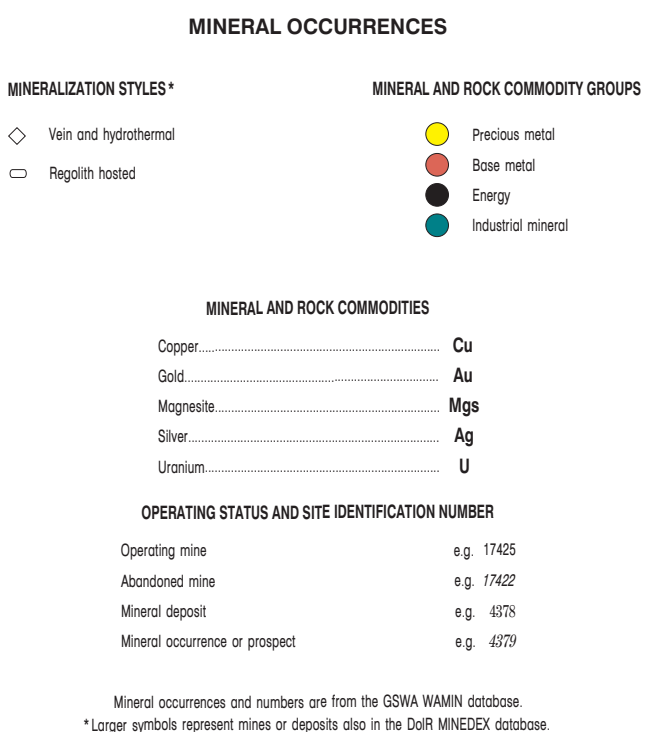 MINERAL OCCURRENCES
MINERALIZATION STYLES*
Vein and hydrothermal
Regolith hosted
MINERAL AND ROCK COMMODITY GROUPS
Precious metal
Base metal
Energy
Industrial mineral
MINERAL AND ROCK COMMODITIES
Copper................................................................................ Cu
Gold................................................................................ Au
Magnesite........................................................................ Mgs
Silver................................................................................ Ag
Uranium........................................................................... U
OPERATING STATUS AND SITE IDENTIFICATION NUMBER
Operating mine e.g. 17425
Abandoned mine e.g. 17422
Mineral deposit e.g. 4378
Mineral occurrence or prospect e.g. 4379
Mineral occurrences and numbers are from the GSWA WAMIN database.
* Larger symbols represent mines or deposits also in the DoIR MINEDEX database.